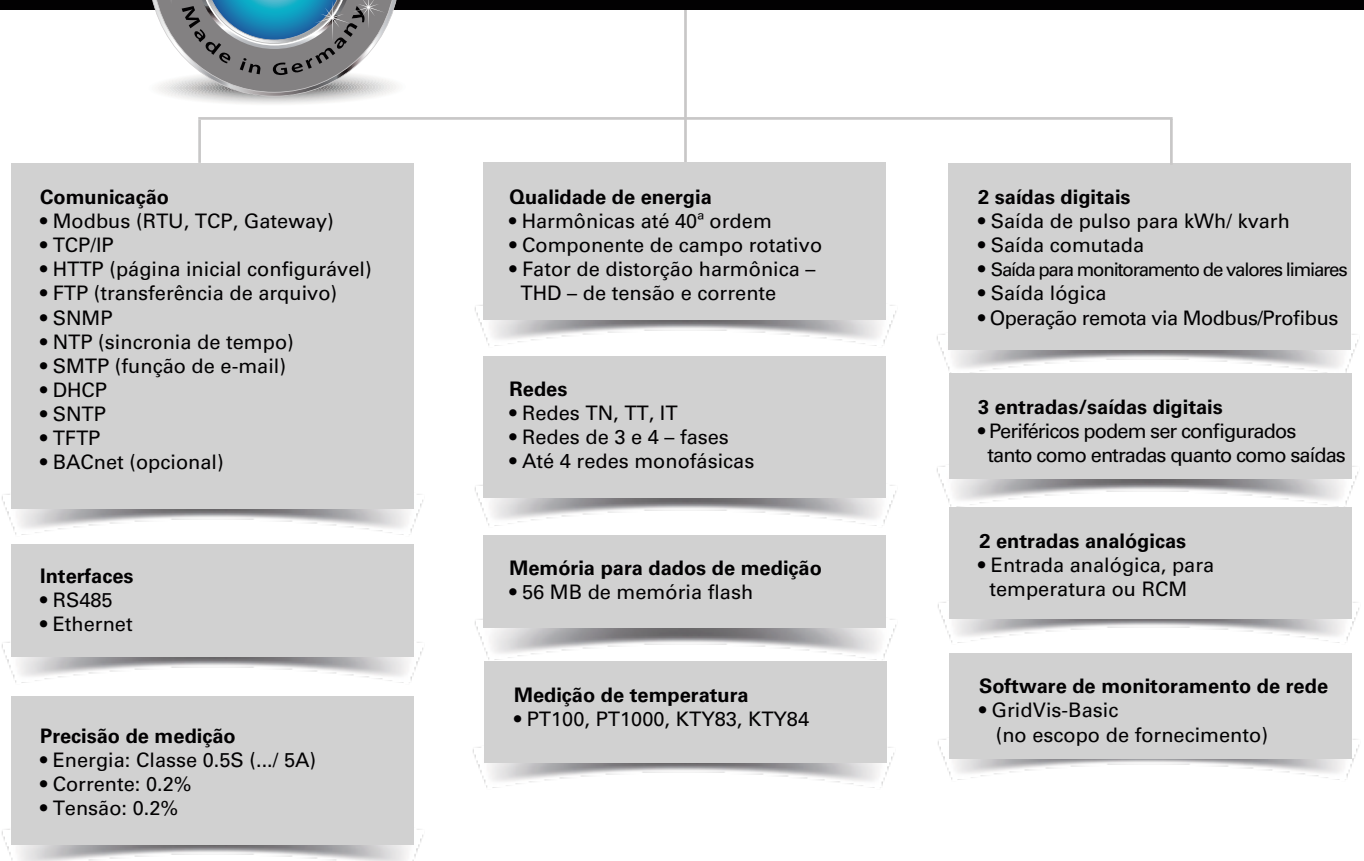 Made in Germany
Comunicação
• Modbus (RTU, TCP, Gateway)
• TCP/IP
• HTTP (página inicial configurável)
• FTP (transferência de arquivo)
• SNMP
• NTP (sincronia de tempo)
• SMTP (função de e-mail)
• DHCP
• SNTP
• TFTP
• BACnet (opcional)
Interfaces
• RS485
• Ethernet
Precisão de medição
• Energia: Classe 0.5S (.../ 5A)
• Corrente: 0.2%
• Tensão: 0.2%
Qualidade de energia
• Harmônicas até 40ª ordem
• Componente de campo rotativo
• Fator de distorção harmônica –
THD – de tensão e corrente
Redes
• Redes TN, TT, IT
• Redes de 3 e 4 – fases
• Até 4 redes monofásicas
Memória para dados de medição
• 56 MB de memória flash
Medição de temperatura
• PT100, PT1000, KTY83, KTY84
2 saídas digitais
• Saída de pulso para kWh/ kvarh
• Saída comutada
• Saída para monitoramento de valores limiares
• Saída lógica
• Operação remota via Modbus/Profibus
3 entradas/saídas digitais
• Periféricos podem ser configurados
tanto como entradas quanto como saídas
2 entradas analógicas
• Entrada analógica, para
temperatura ou RCM
Software de monitoramento de rede
• GridVis-Basic
(no escopo de fornecimento)